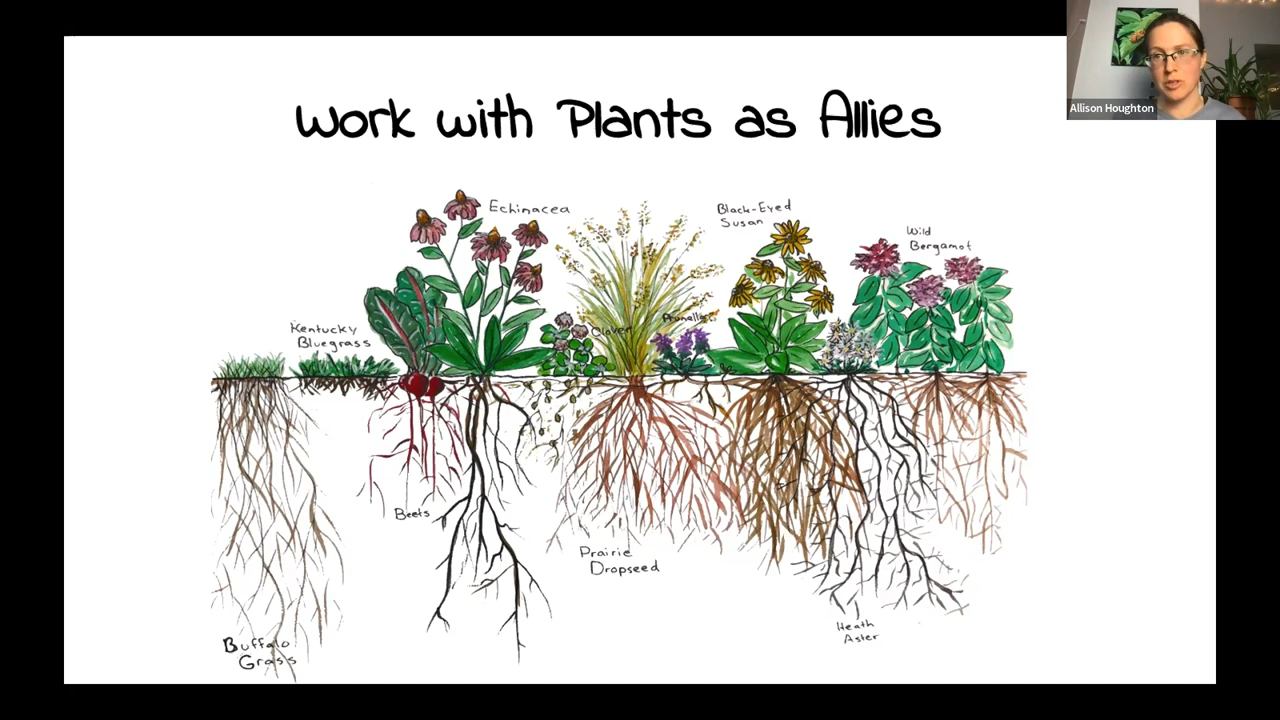 Work with Plants as Allies
Allison Houghton
Echinacea
Black-Eyed
Susan
Wild
Bergamot
Kentucky
Bluegrass
Clover
Prunella
Beets
Prairie
Dropseed
Heath
Aster
Buffalo
Grass